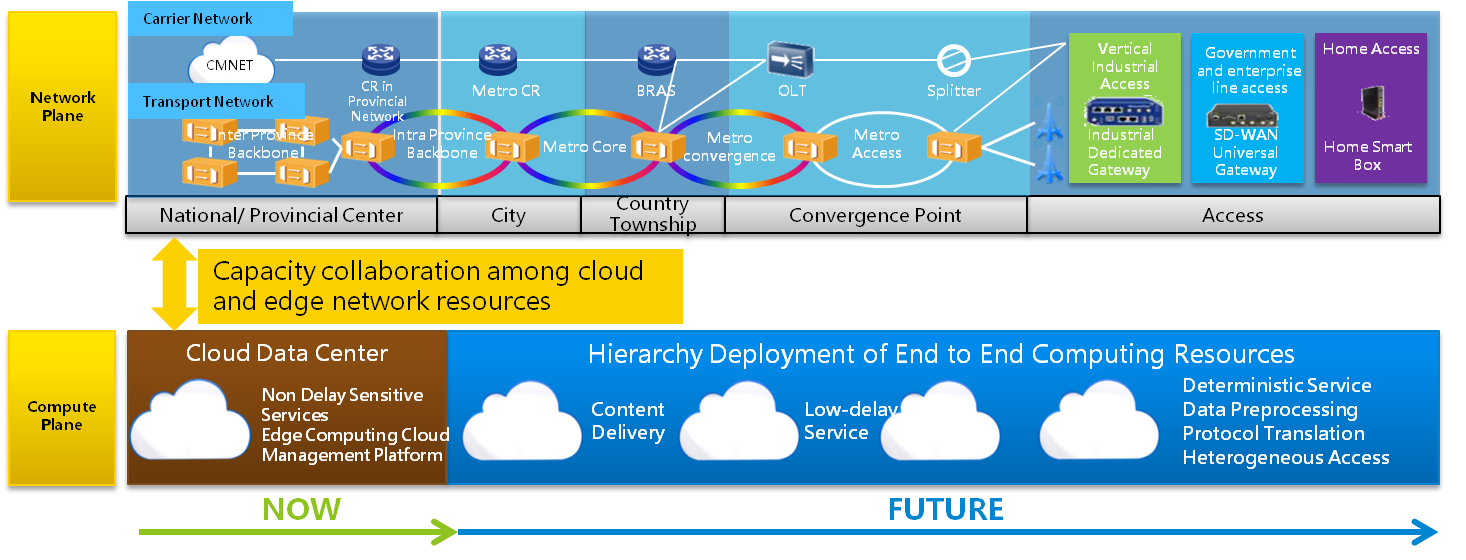 Carrier Network
CMNET
CR in
Provincial
Network
Metro CR
BRAS
OLT
Splitter
Network
Plane
Transport Network
Inter Province
Backbone
Intra Province
Backbone
Metro Core
Metro
convergence
Metro
Access
Vertical
Industrial
Access
Industrial
Dedicated
Gateway
Government
and enterprise
line access
SD-WAN
Universal
Gateway
Home Access
Home Smart
Box
National/ Provincial Center
City
Country
Township
Convergence Point
Access
Capacity collaboration among cloud
and edge network resources
Compute
Plane
Cloud Data Center
Non Delay Sensitive
Services
Edge Computing Cloud
Management Platform
Hierarchy Deployment of End to End Computing Resources
Content
Delivery
Low-delay
Service
Deterministic Service
Data Preprocessing
Protocol Translation
Heterogeneous Access
NOW
FUTURE